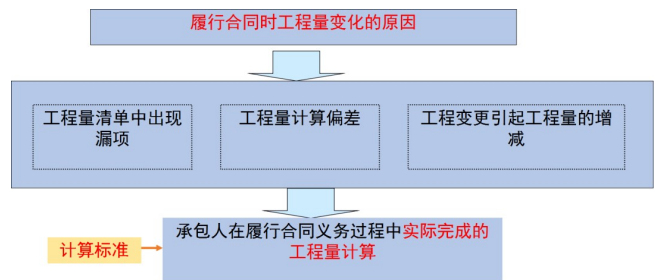 履行合同时工程量变化的原因
工程量清单中出现
漏项
工程量计算偏差
工程变更引起工程量的增
减
计算标准
承包人在履行合同义务过程中实际完成的
工程量计算